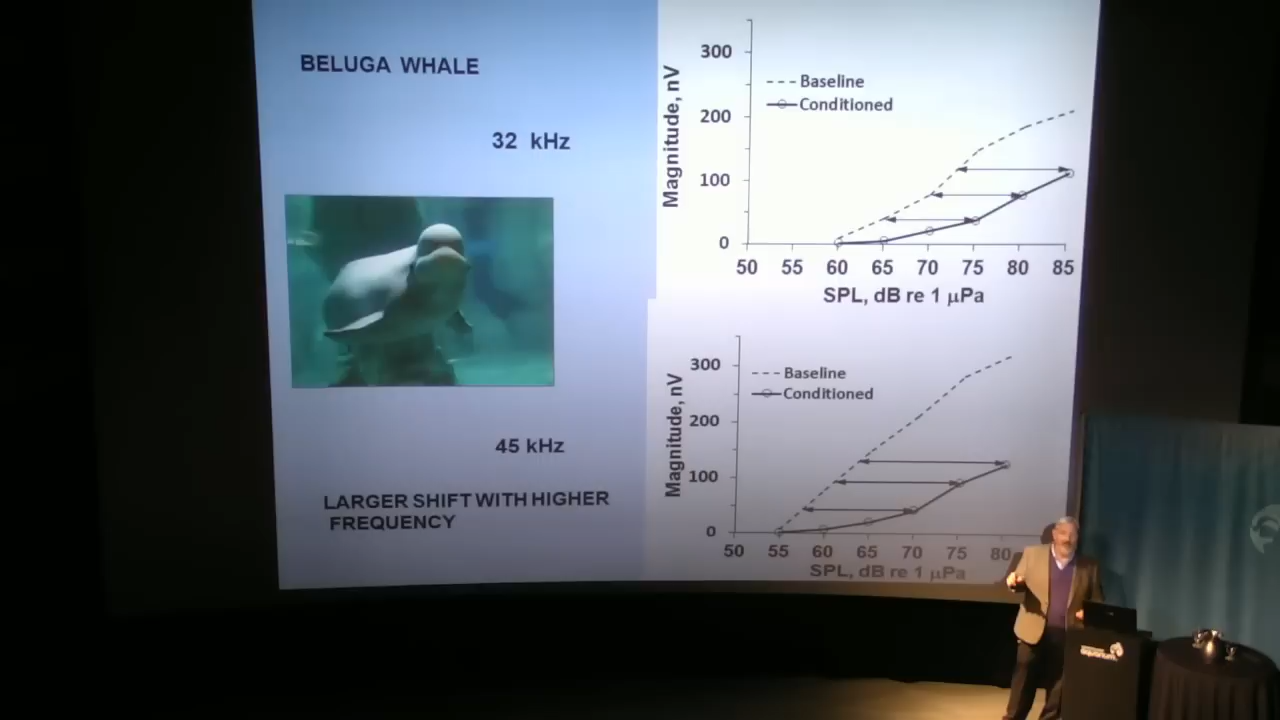 BELUGA WHALE
32 kHz
Magnitude, nV
300
200
100
0
Baseline
Conditioned
50 55 60 65 70 75 80 85
SPL, dB re 1 μPa
45 kHz
LARGER SHIFT WITH HIGHER
FREQUENCY
Magnitude, nV
300
200
100
0
Baseline
Conditioned
50 55 60 65 70 75 80
SPL, dB re 1 μPa
aquarium